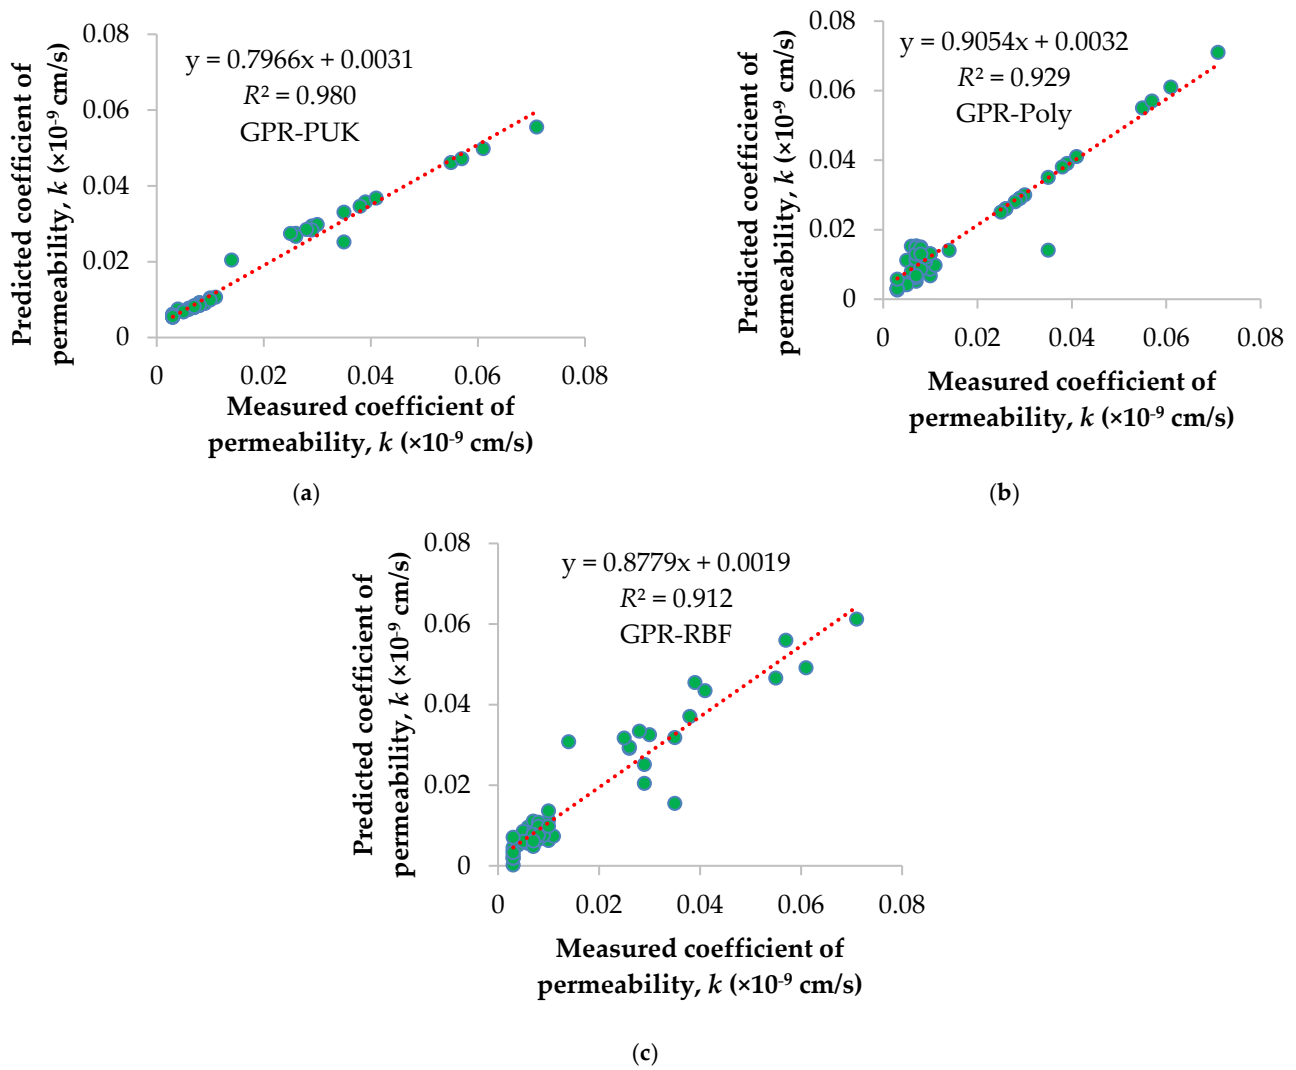 Predicted coefficient of
permeability, k (×10⁻⁹ cm/s)
0.08
0.06
0.04
0.02
0
y = 0.7966x + 0.0031
R² = 0.980
GPR-PUK
0
0.02
0.04
0.06
0.08
Measured coefficient of
permeability, k (×10⁻⁹ cm/s)
(a)
Predicted coefficient of
permeability, k (×10⁻⁹ cm/s)
0.08
0.06
0.04
0.02
0
y = 0.9054x + 0.0032
R² = 0.929
GPR-Poly
0
0.02
0.04
0.06
0.08
Measured coefficient of
permeability, k (×10⁻⁹ cm/s)
(b)
Predicted coefficient of
permeability, k (×10⁻⁹ cm/s)
0.08
0.06
0.04
0.02
0
y = 0.8779x + 0.0019
R² = 0.912
GPR-RBF
0
0.02
0.04
0.06
0.08
Measured coefficient of
permeability, k (×10⁻⁹ cm/s)
(c)